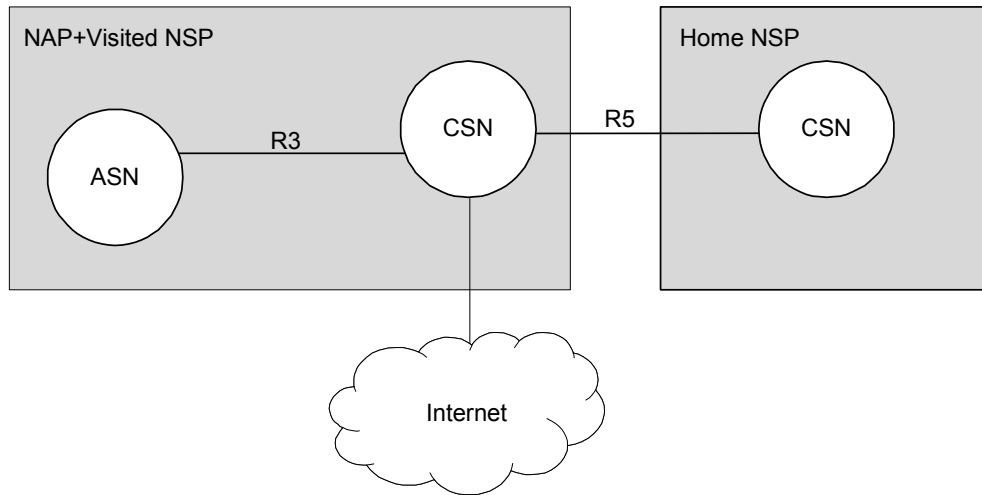 NAP+Visited NSP
Home NSP
ASN
R3
CSN
R5
CSN
Internet